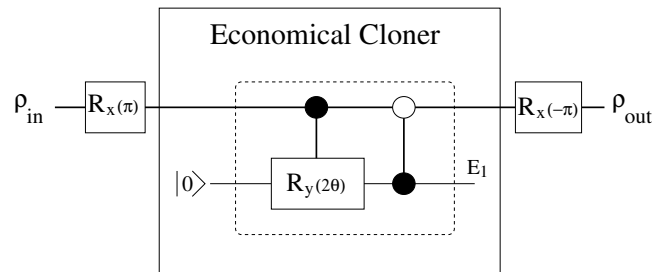 Economical Cloner
ρin
Rx(π)
Rx(-π)
ρout
|0>
Ry(2θ)
E1